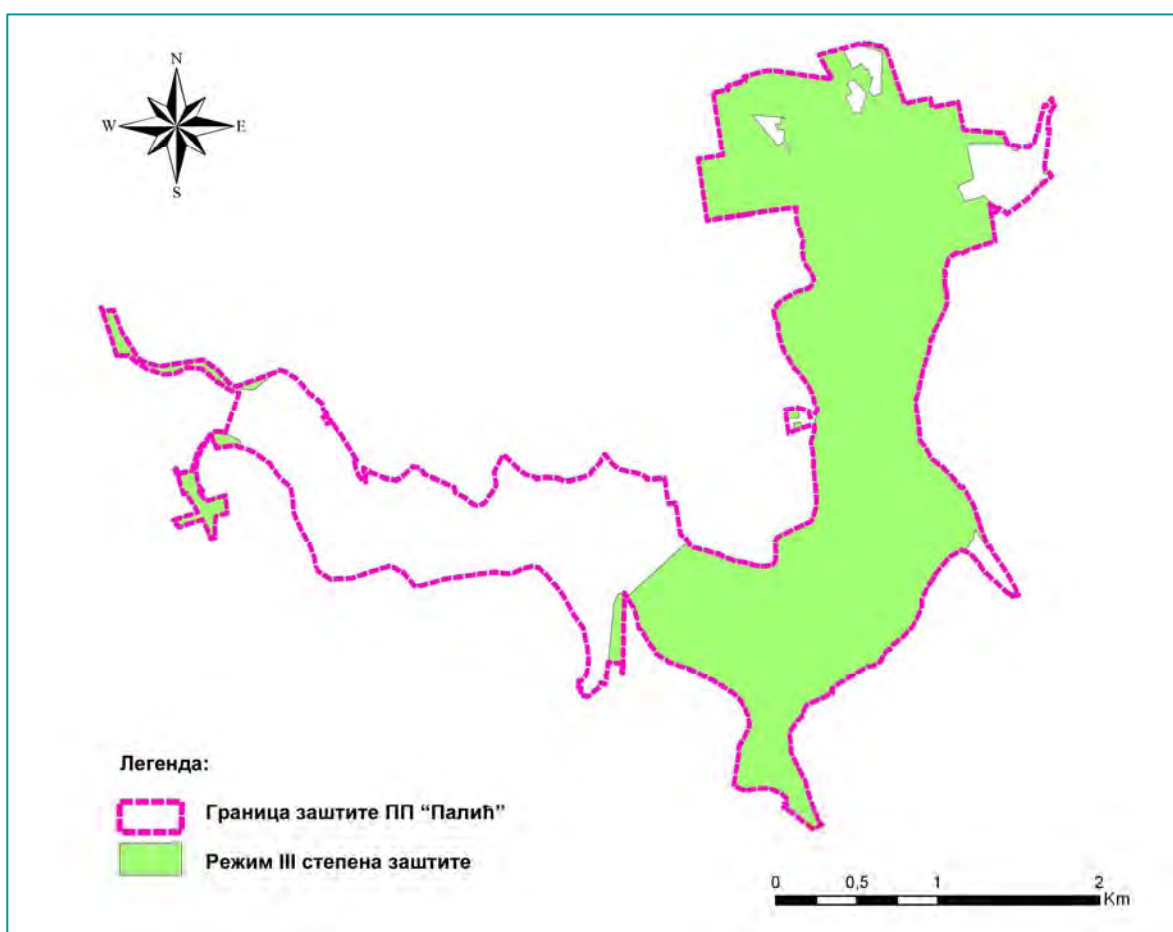 N
W E
S
Легенда:
Граница заштите ПП “Палић”
Режим III степена заштите
0 0,5 1 2
Km